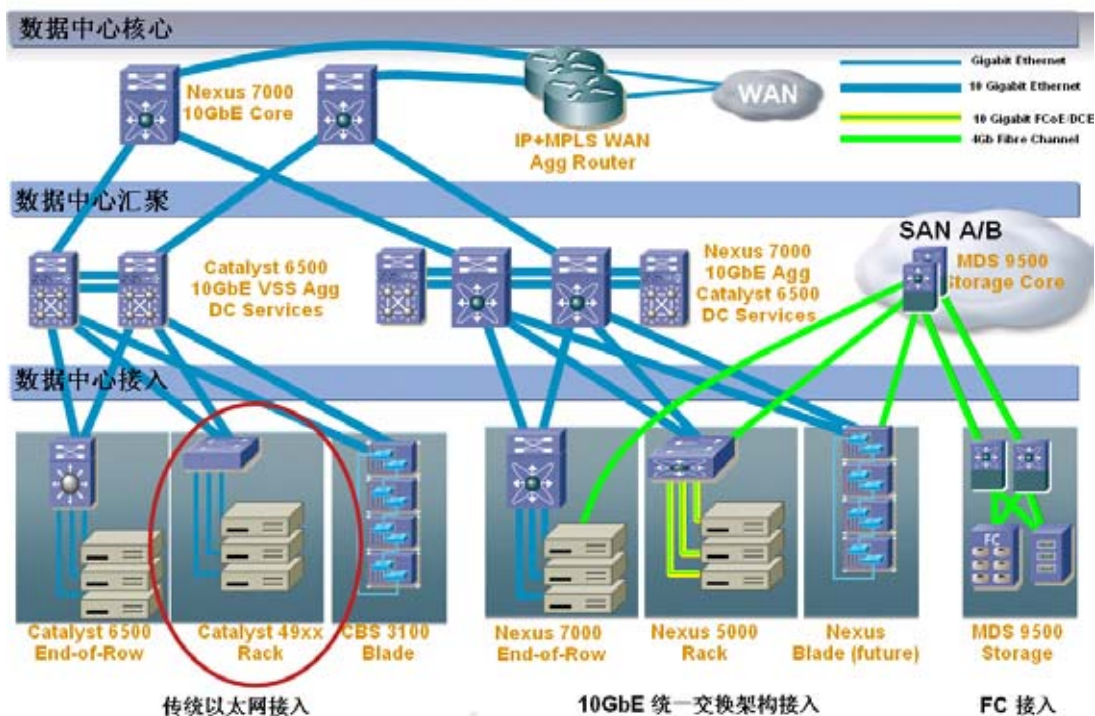 数据中心核心
Nexus 7000
10GbE Core
IP+MPLS WAN
Agg Router
WAN
Gigabit Ethernet
10 Gigabit Ethernet
10 Gigabit FCoE/DCE
4Gb Fibre Channel
数据中心汇聚
Catalyst 6500
10GbE VSS Agg
DC Services
Nexus 7000
10GbE Agg
Catalyst 6500
DC Services
SAN A/B
MDS 9500
Storage Core
数据中心接入
FC
Catalyst 6500
End-of-Row
Catalyst 49xx
Rack
CBS 3100
Blade
Nexus 7000
End-of-Row
Nexus 5000
Rack
Nexus
Blade (future)
MDS 9500
Storage
传统以太网接入
10GbE 统一交换架构接入
FC 接入